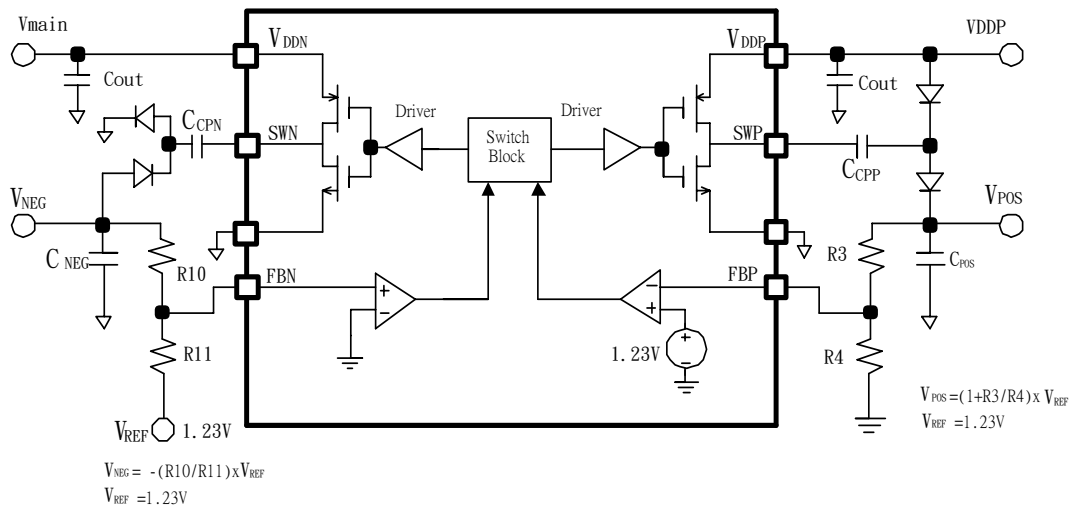 Vmain
VDDN
VDDP
VDDP
Cout
Cout
CCPN
SWN
Driver
Switch
Block
Driver
SWP
CCPP
VNEG
VPOS
CNEG
R10
FBN
+
−
−
+
FBP
R3
CPOS
R11
1.23V
+
−
R4
VREF 1.23V
VPOS=(1+R3/R4)x VREF
VREF =1.23V
VNEG= -(R10/R11)xVREF
VREF =1.23V